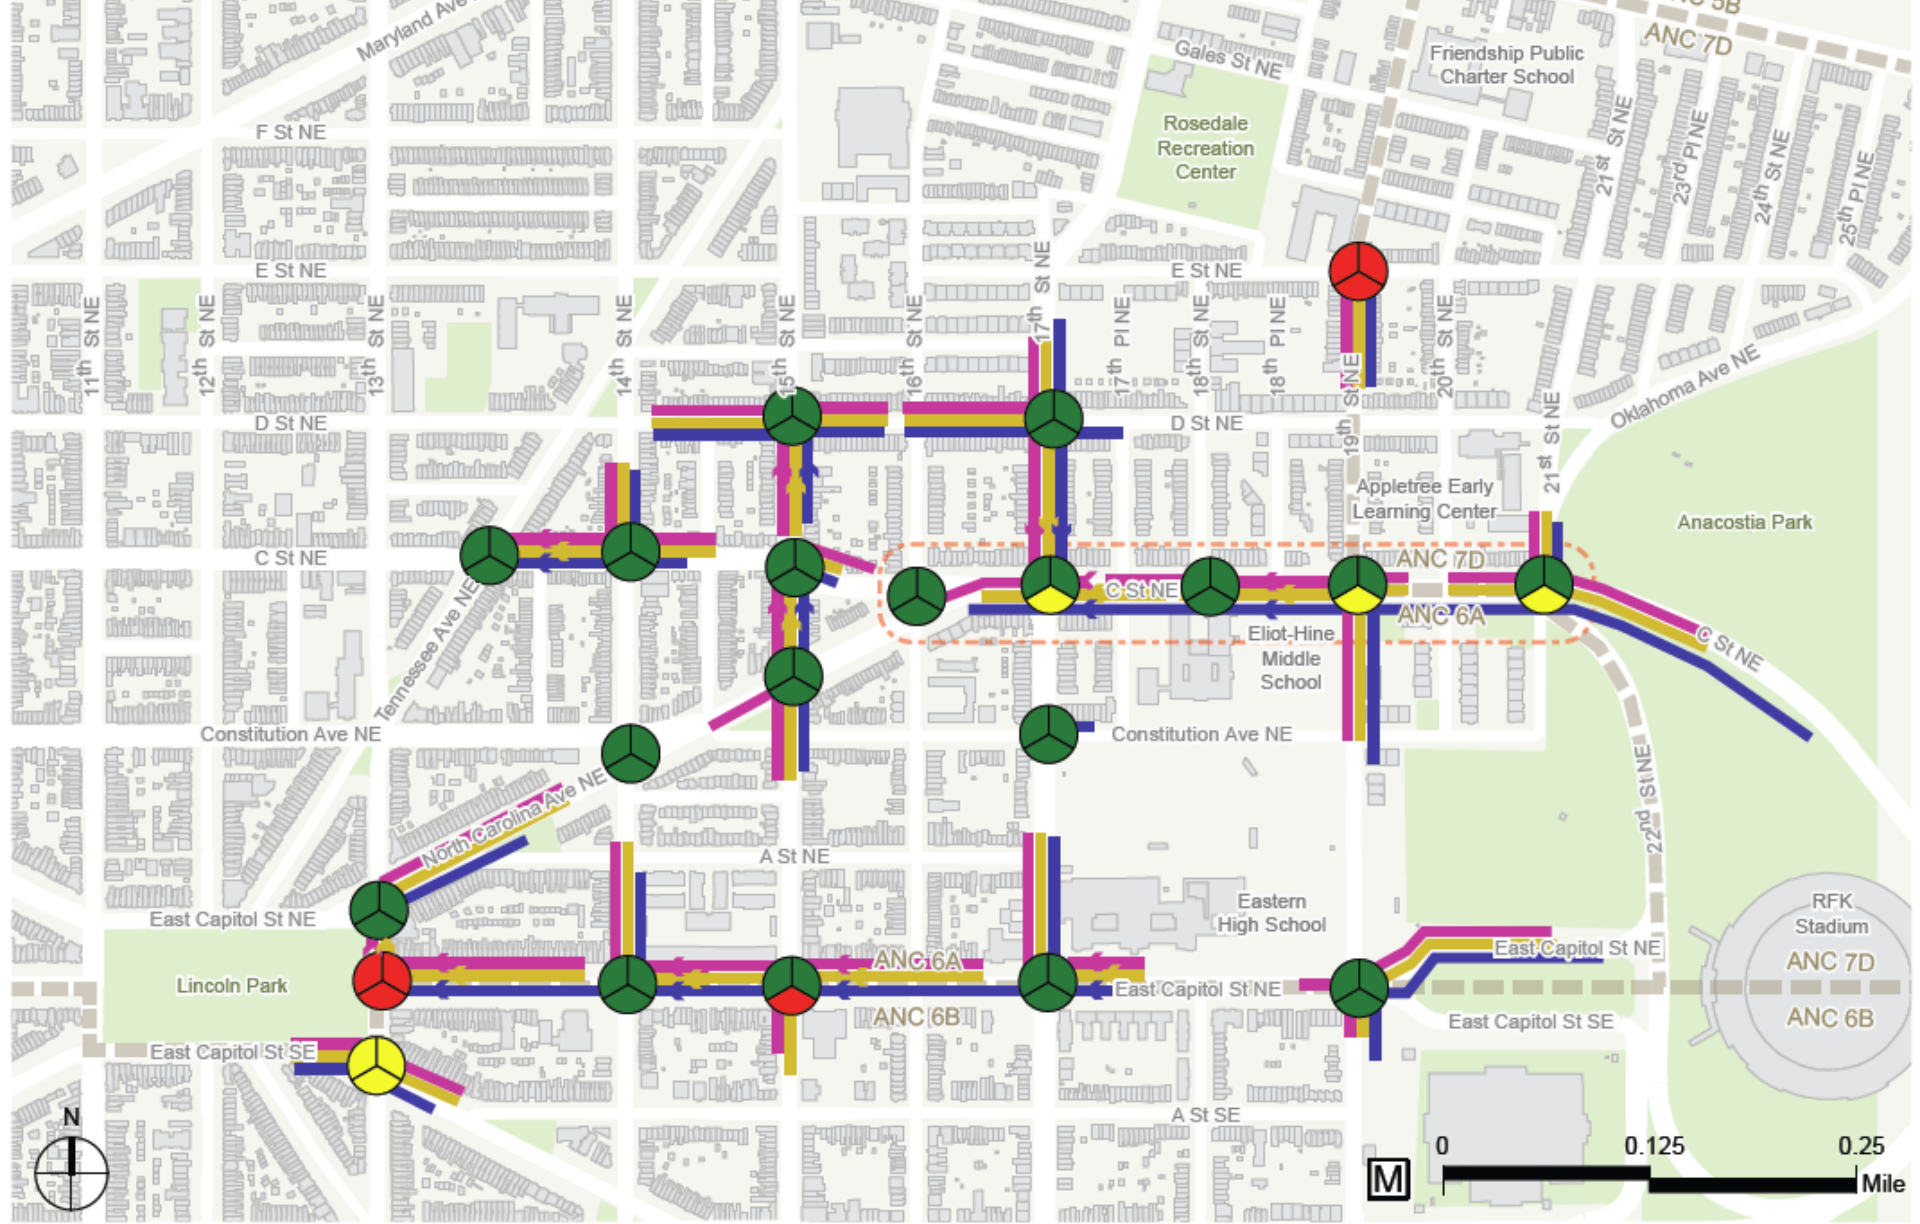 Maryland Ave
ANC 5B
ANC 7D
Gales St NE
Friendship Public
Charter School
F St NE
Rosedale
Recreation
Center
21st St NE
23rd Pl NE
24th St NE
25th Pl NE
E St NE
E St NE
11th St NE
12th St NE
13th St NE
14th St NE
15th St NE
16th St NE
17th St NE
17th Pl NE
18th St NE
18th Pl NE
19th St NE
20th St NE
21st St NE
Oklahoma Ave NE
D St NE
D St NE
Appletree Early
Learning Center
Anacostia Park
C St NE
ANC 7D
C St NE
ANC 6A
Eliot-Hine
Middle
School
C St NE
Tennessee Ave NE
Constitution Ave NE
Constitution Ave NE
22nd St NE
North Carolina Ave NE
A St NE
East Capitol St NE
Eastern
High School
RFK
Stadium
East Capitol St NE
ANC 6A
ANC 7D
Lincoln Park
East Capitol St NE
ANC 6B
ANC 6B
East Capitol St SE
East Capitol St SE
A St SE
N
0
0.125
0.25
M
Mile